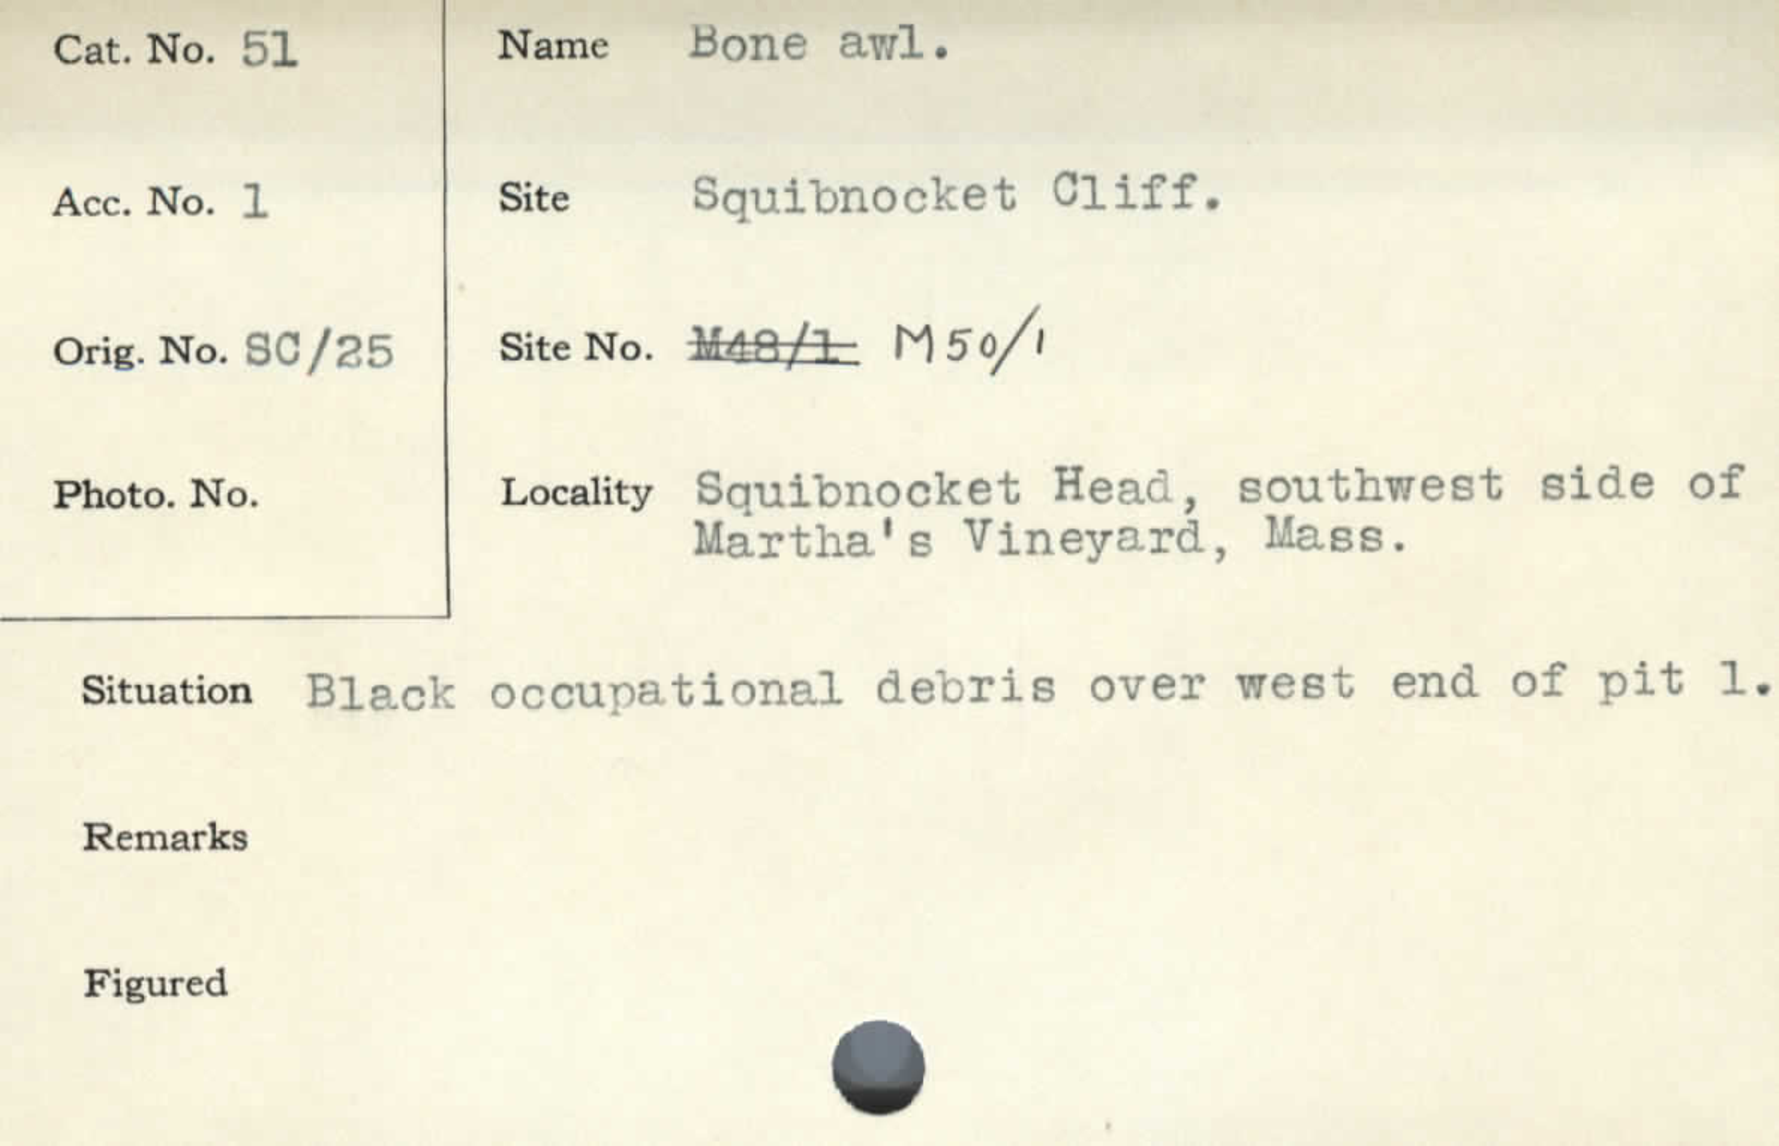 Cat. No. 51
Name Bone awl.
Acc. No. 1
Site Squibnocket Cliff.
Orig. No. SC/25
Site No. M48/1 M50/1
Photo. No.
Locality Squibnocket Head, southwest side of
Martha's Vineyard, Mass.
Situation Black occupational debris over west end of pit 1.
Remarks
Figured